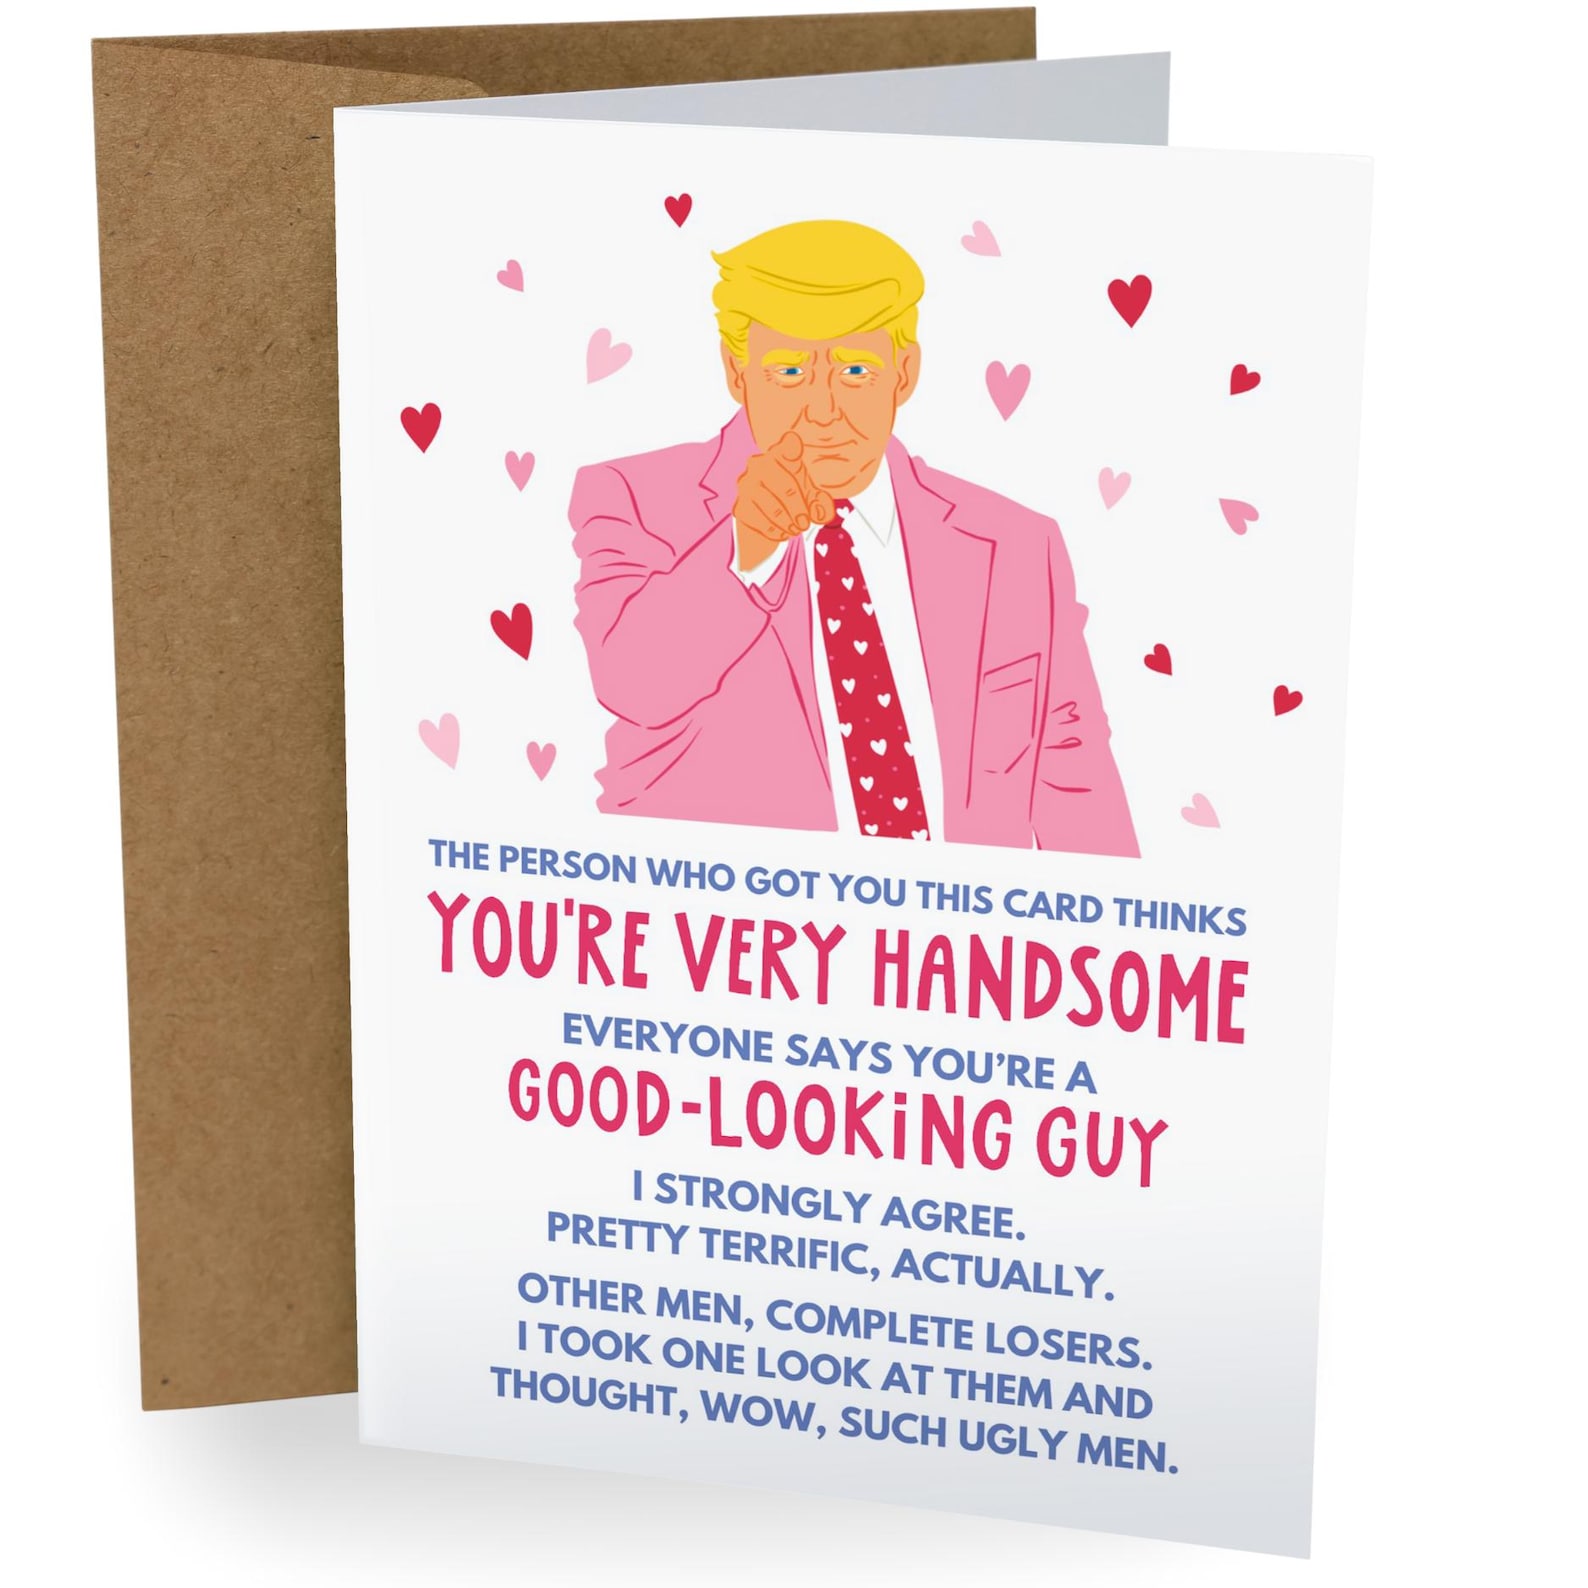 THE PERSON WHO GOT YOU THIS CARD THINKS
YOU'RE VERY HANDSOME
EVERYONE SAYS YOU’RE A
GOOD-LOOKiNG GUY
I STRONGLY AGREE.
PRETTY TERRIFIC, ACTUALLY.
OTHER MEN, COMPLETE LOSERS.
I TOOK ONE LOOK AT THEM AND
THOUGHT, WOW, SUCH UGLY MEN.